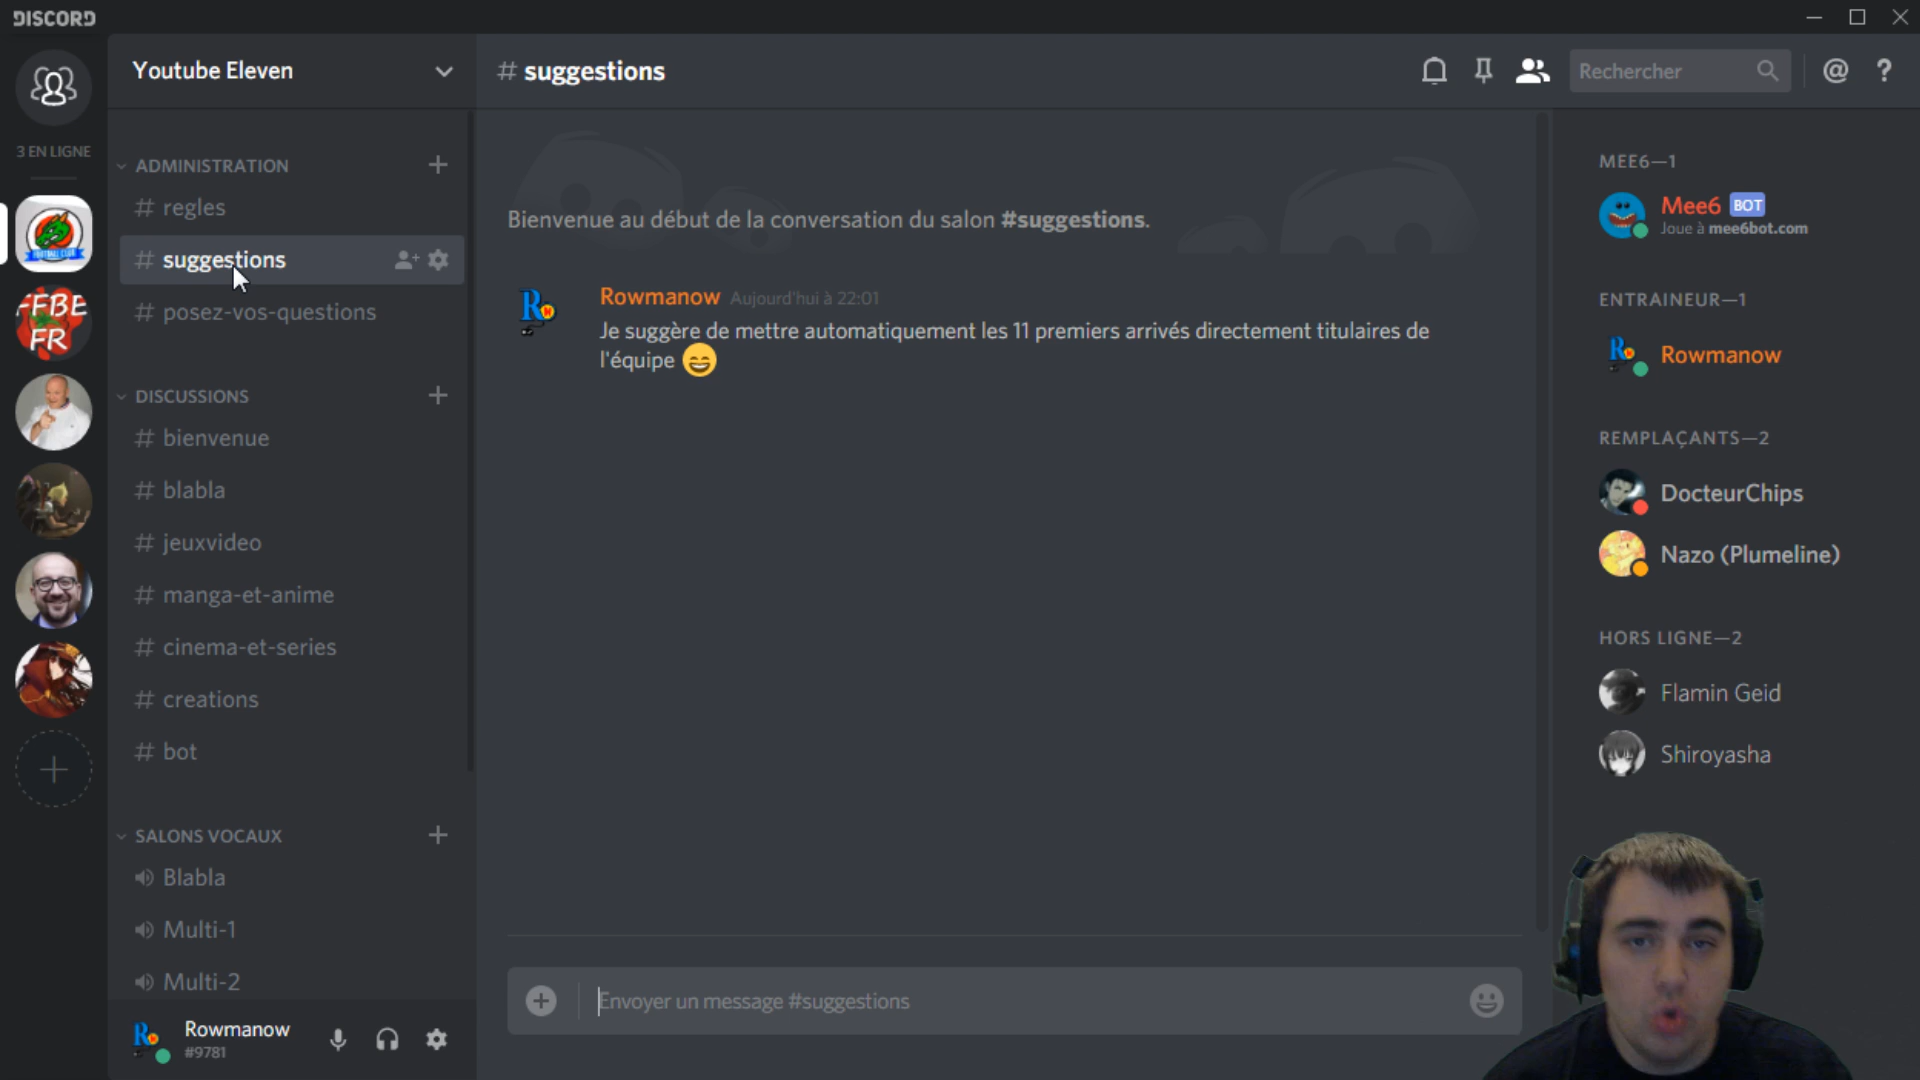 DISCORD
3 EN LIGNE
FFBE
FR
Youtube Eleven
ADMINISTRATION
# regles
# suggestions
# posez-vos-questions
DISCUSSIONS
# bienvenue
# blabla
# jeuxvideo
# manga-et-anime
# cinema-et-series
# creations
# bot
SALONS VOCAUX
Blabla
Multi-1
Multi-2
Rowmanow
#9781
# suggestions
Rechercher
@ ?
Bienvenue au début de la conversation du salon #suggestions.
Rowmanow Aujourd'hui à 22:01
Je suggère de mettre automatiquement les 11 premiers arrivés directement titulaires de
l'équipe
Envoyer un message #suggestions
MEE6—1
Mee6 BOT
Joue à mee6bot.com
ENTRAINEUR—1
Rowmanow
REMPLAÇANTS—2
DocteurChips
Nazo (Plumeline)
HORS LIGNE—2
Flamin Geid
Shiroyasha